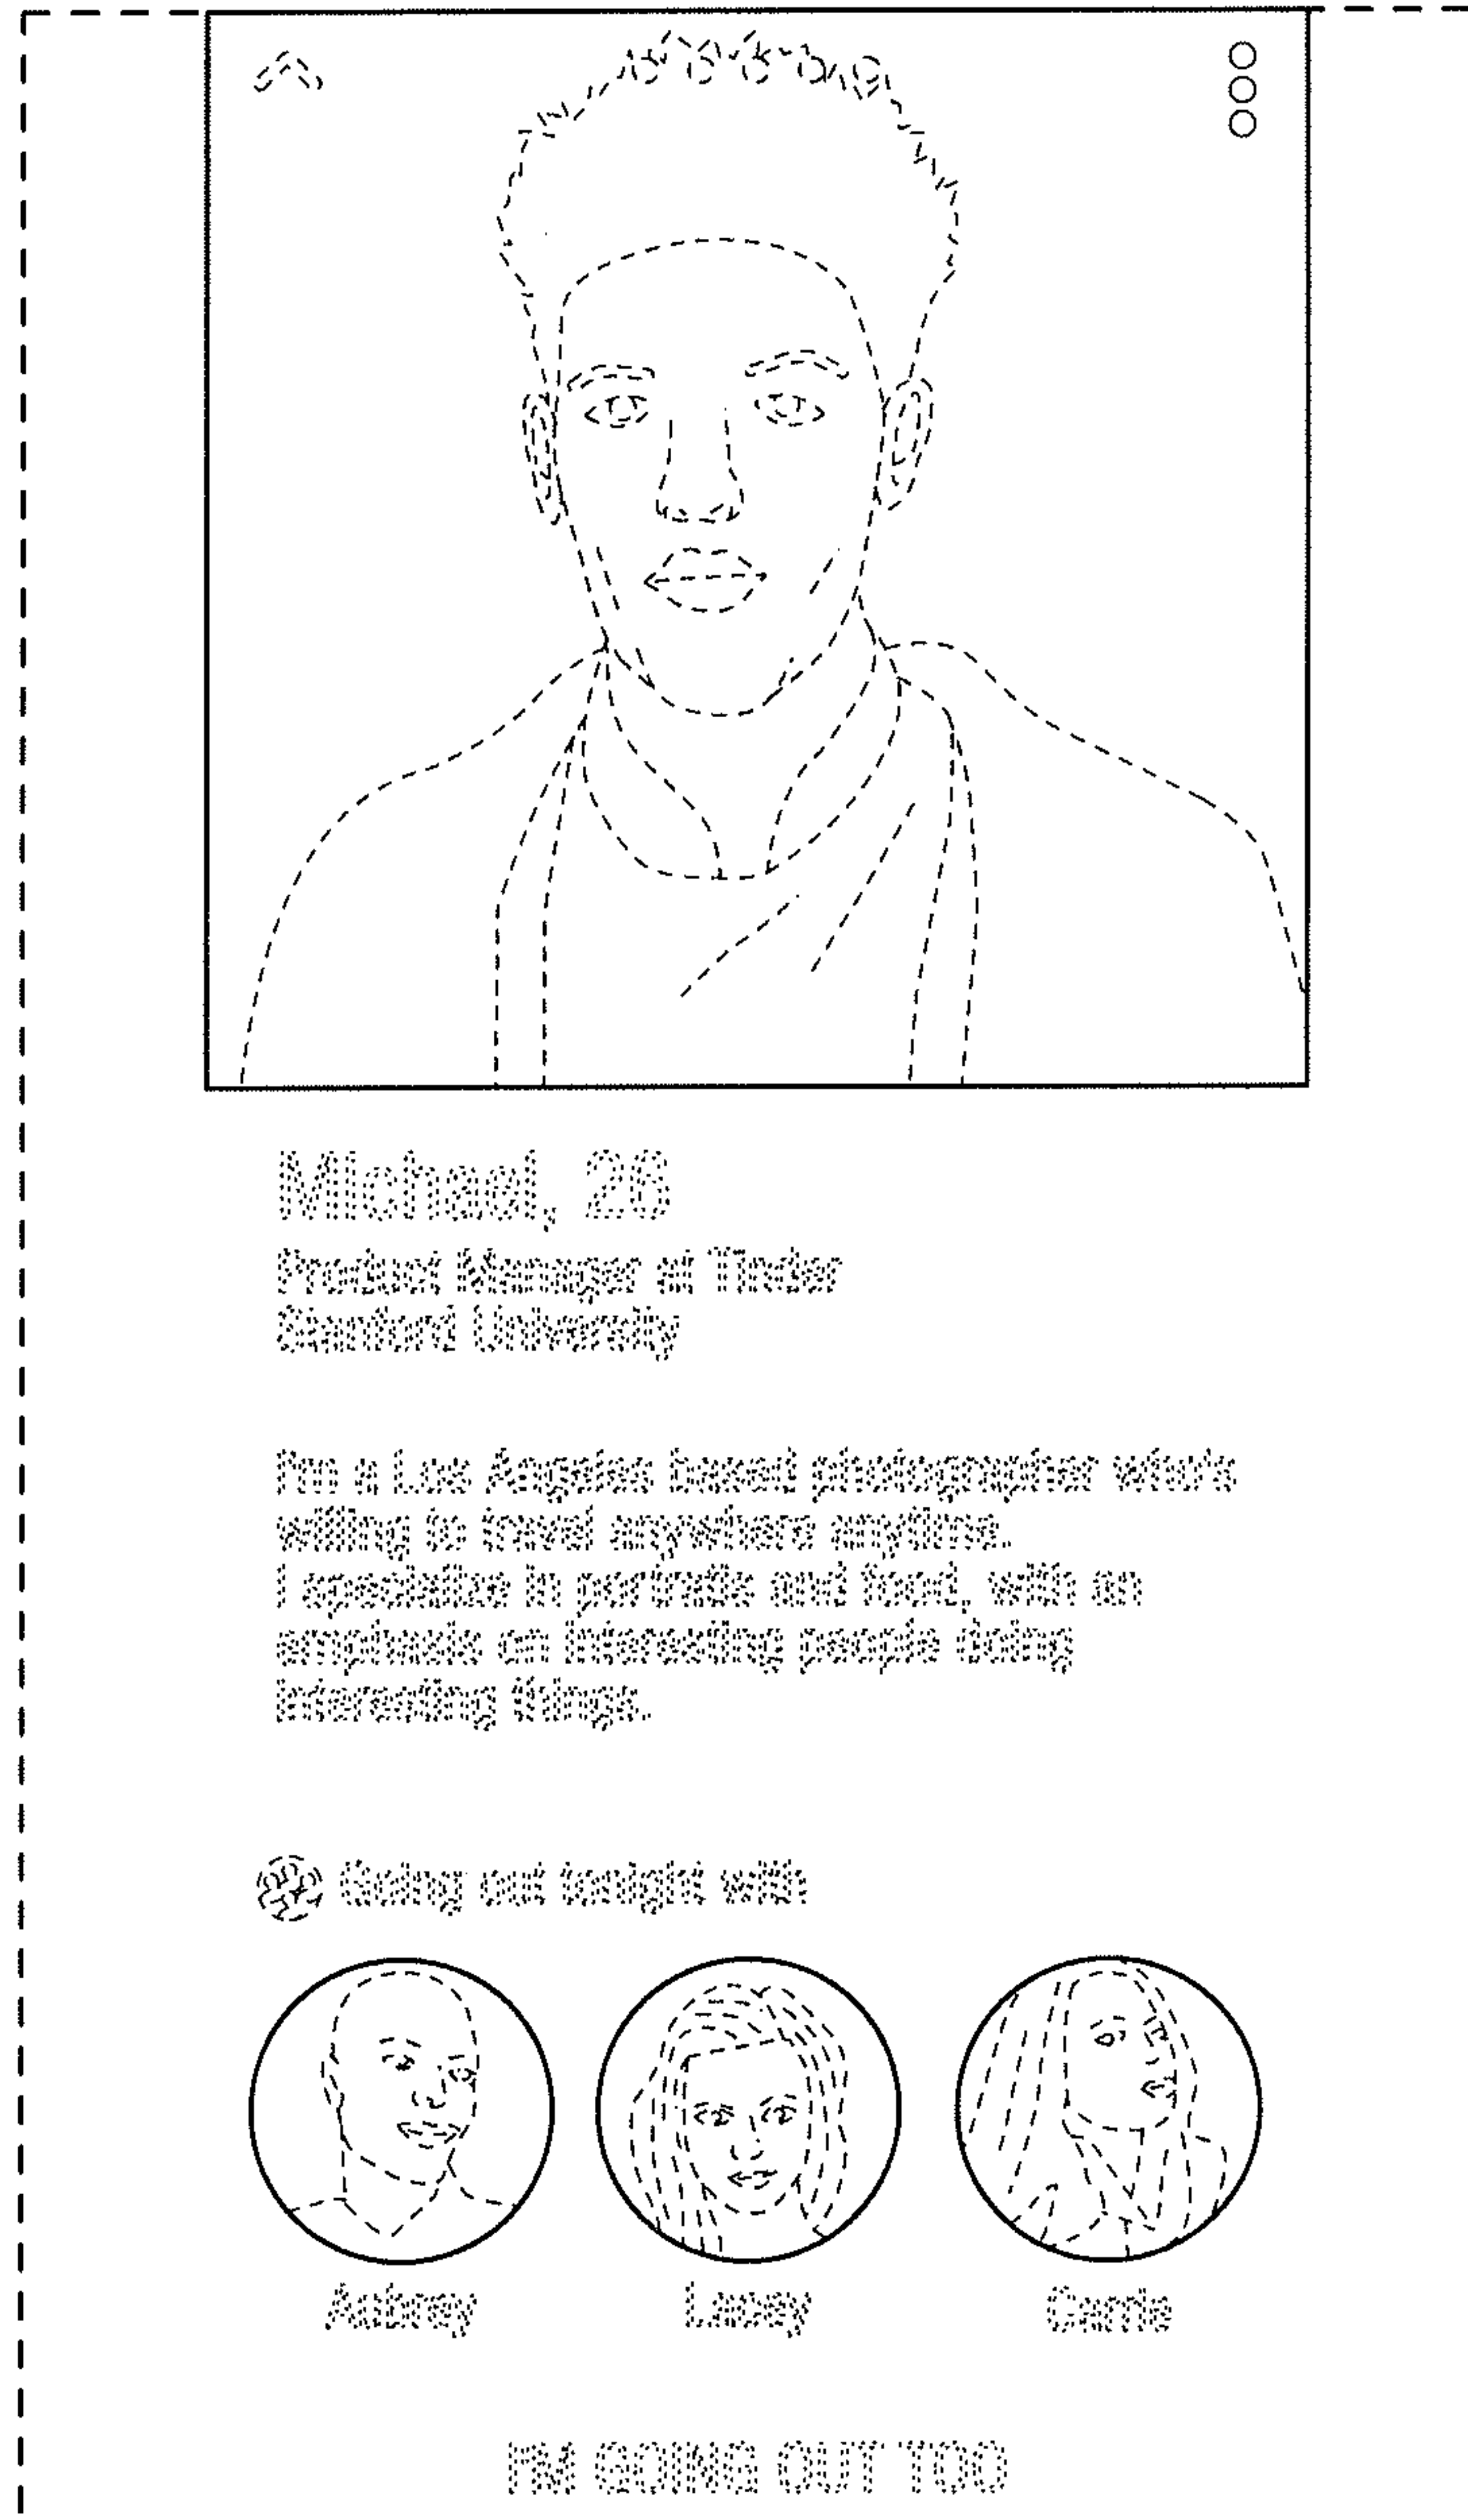 Michael, 26
Product Manager at Tinder
Stanford University
I'm a Los Angeles based photographer who's
willing to travel anywhere anytime.
I specialize in portraits and food, with an
emphasis on interesting people doing
interesting things.
Going out tonight with
Aubrey
Lacey
Carrie
I'M GOING OUT TOO